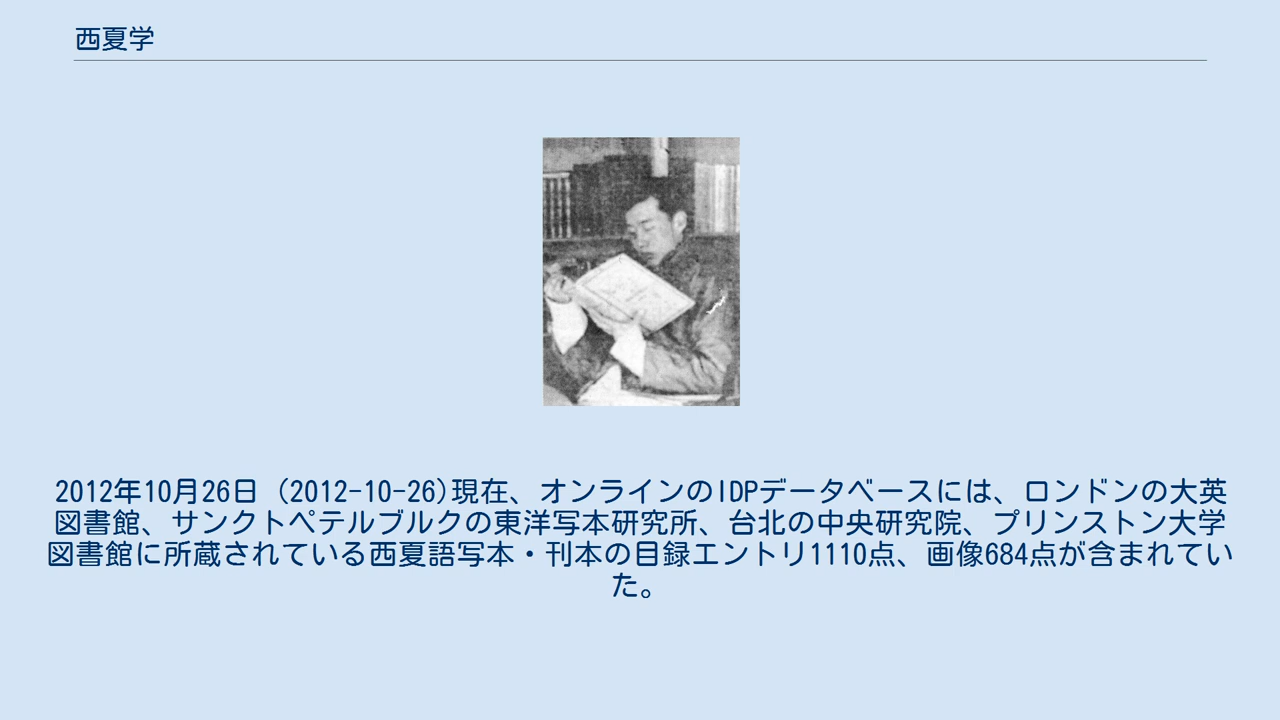 西夏学
2012年10月26日 (2012-10-26)現在、オンラインのIDPデータベースには、ロンドンの大英
図書館、サンクトペテルブルクの東洋写本研究所、台北の中央研究院、プリンストン大学
図書館に所蔵されている西夏語写本・刊本の目録エントリ1110点、画像684点が含まれてい
た。